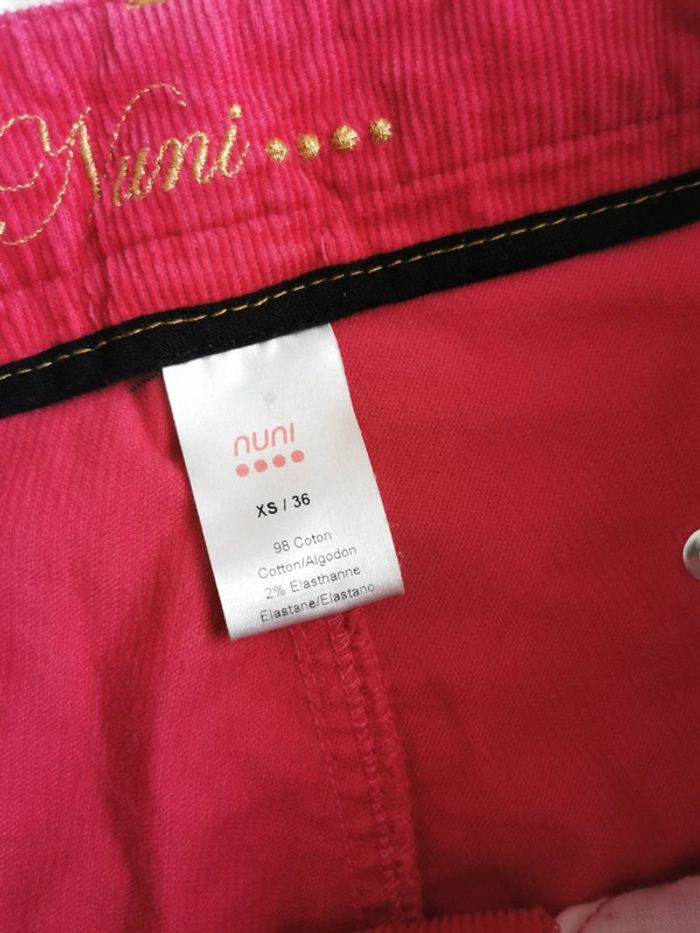 Nuni
nuni
XS / 36
98 Coton
Cotton/Algodón
2% Elasthanne
Elastane/Elastano